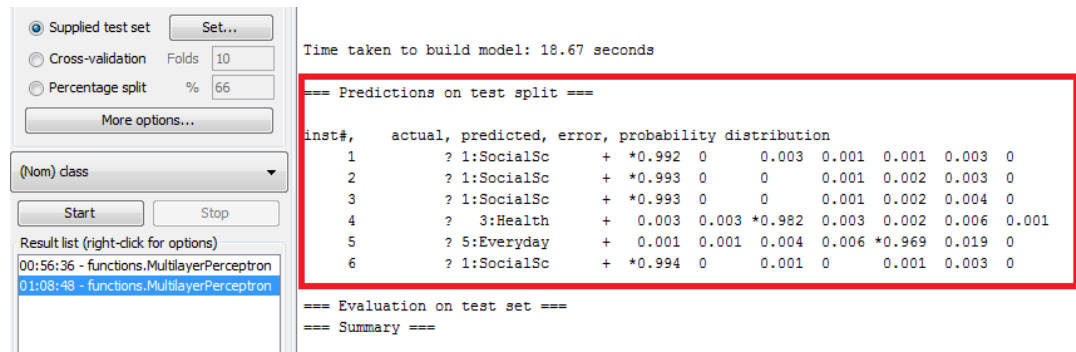 Supplied test set Set...
Cross-validation Folds 10
Percentage split % 66
More options...
(Nom) class
Start Stop
Result list (right-click for options)
00:56:36 - functions.MultilayerPerceptron
01:08:48 - functions.MultilayerPerceptron
Time taken to build model: 18.67 seconds
=== Predictions on test split ===
inst#, actual, predicted, error, probability distribution
1 ? 1:SocialSc + *0.992 0 0.003 0.001 0.001 0.003 0
2 ? 1:SocialSc + *0.993 0 0 0.001 0.002 0.003 0
3 ? 1:SocialSc + *0.993 0 0 0.001 0.002 0.004 0
4 ? 3:Health + 0.003 0.003 *0.982 0.003 0.002 0.006 0.001
5 ? 5:Everyday + 0.001 0.001 0.004 0.006 *0.969 0.019 0
6 ? 1:SocialSc + *0.994 0 0.001 0 0.001 0.003 0
=== Evaluation on test set ===
=== Summary ===